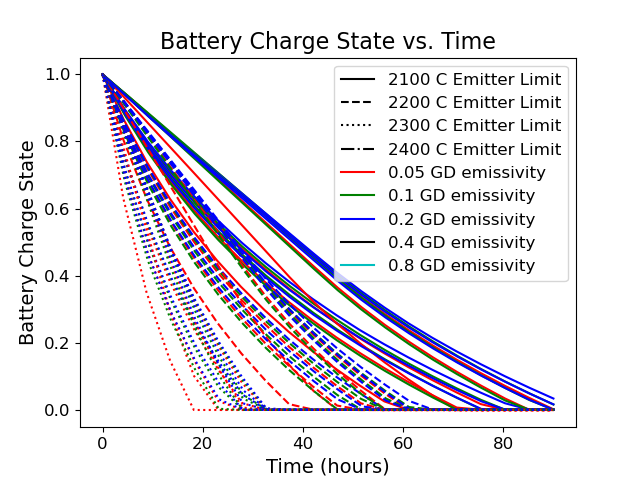 Battery Charge State vs. Time
Battery Charge State
1.0
0.8
0.6
0.4
0.2
0.0
0
20
40
60
80
Time (hours)
2100 C Emitter Limit
2200 C Emitter Limit
2300 C Emitter Limit
2400 C Emitter Limit
0.05 GD emissivity
0.1 GD emissivity
0.2 GD emissivity
0.4 GD emissivity
0.8 GD emissivity